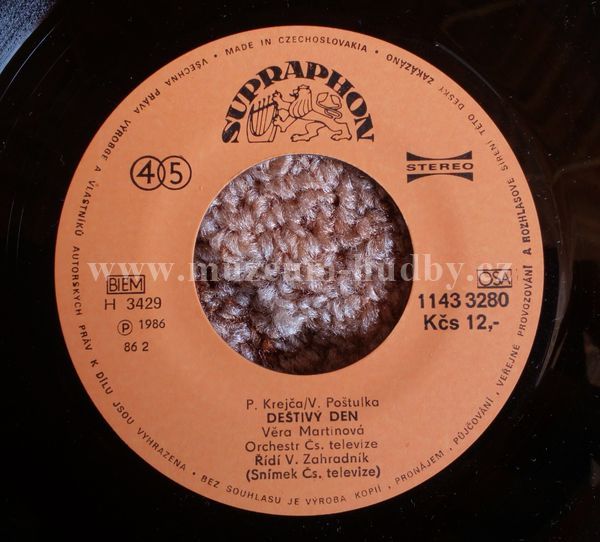 VŠECHNA PRÁVA VÝROBCE A VLASTNÍKŮ AUTORSKÝCH PRÁV K DÍLU JSOU VYHRAZENA • BEZ SOUHLASU JE VÝROBA KOPIÍ, PRONÁJEM, PŮJČOVÁNÍ, VEŘEJNÉ PROVOZOVÁNÍ A ROZHLASOVÉ ŠÍŘENÍ TÉTO DESKY ZAKÁZÁNO • MADE IN CZECHOSLOVAKIA •
SUPRAPHON
45
STEREO
www.muzeum-hudby.cz
BIEM
OSA
H 3429
1143 3280
Ⓟ 1986
Kčs 12,-
86 2
P. Krejča/V. Poštulka
DEŠTIVÝ DEN
Věra Martinová
Orchestr Čs. televize
Řídí V. Zahradník
(Snímek Čs. televize)